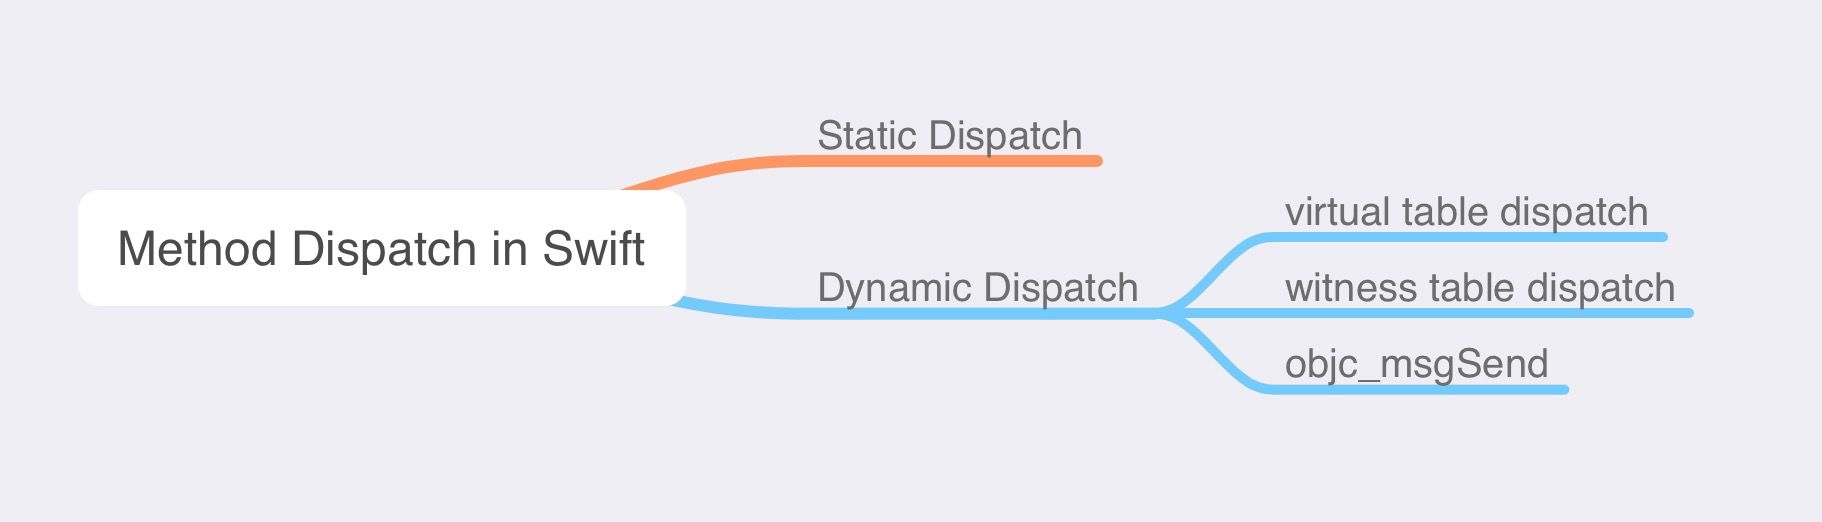 Method Dispatch in Swift
Static Dispatch
Dynamic Dispatch
virtual table dispatch
witness table dispatch
objc_msgSend